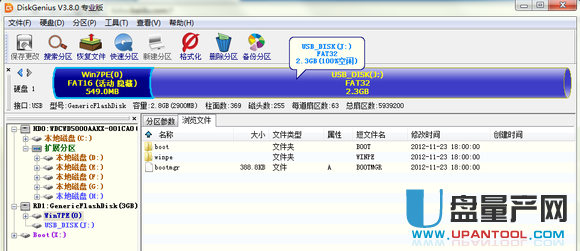 DiskGenius V3.8.0 专业版
文件(F) 硬盘(D) 分区(P) 工具(T) 查看(V) 帮助(H)
保存更改 搜索分区 恢复文件 快速分区 新建分区 格式化 删除分区 备份分区
USB_DISK(J:)
FAT32
2.3GB(100%空闲)
硬盘 1
Win7PE(0)
FAT16 (活动 隐藏)
549.0MB
USB_DISK(J:)
FAT32
2.3GB
接口:USB 型号:GenericFlashDisk 容量:2.8GB(2900MB) 柱面数:369 磁头数:255 每道扇区数:63 总扇区数:5939200
HD0:WDCWD5000AAKX-001CA0(
本地磁盘(C:)
扩展分区
本地磁盘(D:)
本地磁盘(E:)
本地磁盘(F:)
本地磁盘(G:)
本地磁盘(H:)
RD1:GenericFlashDisk(3GB)
Win7PE(0)
USB_DISK(J:)
Boot(X:)
分区参数 浏览文件
名称 大小 文件类型 属性 短文件名 修改时间 创建时间
boot 文件夹 BOOT 2012-11-23 18:00:00
winpe 文件夹 WINPE 2012-11-23 18:00:00
bootmgr 388.8KB 文件 A BOOTMGR 2012-11-23 18:00:00
U盘量产网
WWW.UPANTOOL.COM